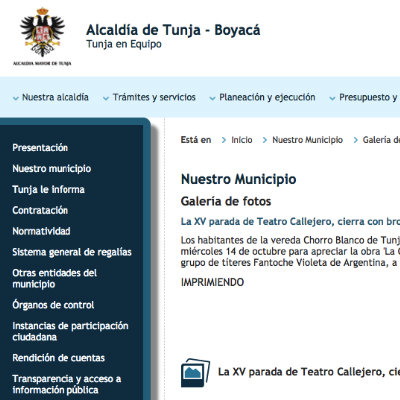 Alcaldía de Tunja - Boyacá
Tunja en Equipo
ALCALDIA MAYOR DE TUNJA
Nuestra alcaldía
Trámites y servicios
Planeación y ejecución
Presupuesto y
Está en
Inicio
Nuestro Municipio
Galería d
Presentación
Nuestro municipio
Tunja le informa
Contratación
Normatividad
Sistema general de regalías
Otras entidades del
municipio
Órganos de control
Instancias de participación
ciudadana
Rendición de cuentas
Transparencia y acceso a
información pública
Nuestro Municipio
Galería de fotos
La XV parada de Teatro Callejero, cierra con bro
Los habitantes de la vereda Chorro Blanco de Tunj
miércoles 14 de octubre para apreciar la obra 'La
grupo de títeres Fantoche Violeta de Argentina, a
IMPRIMIENDO
La XV parada de Teatro Callejero, cie